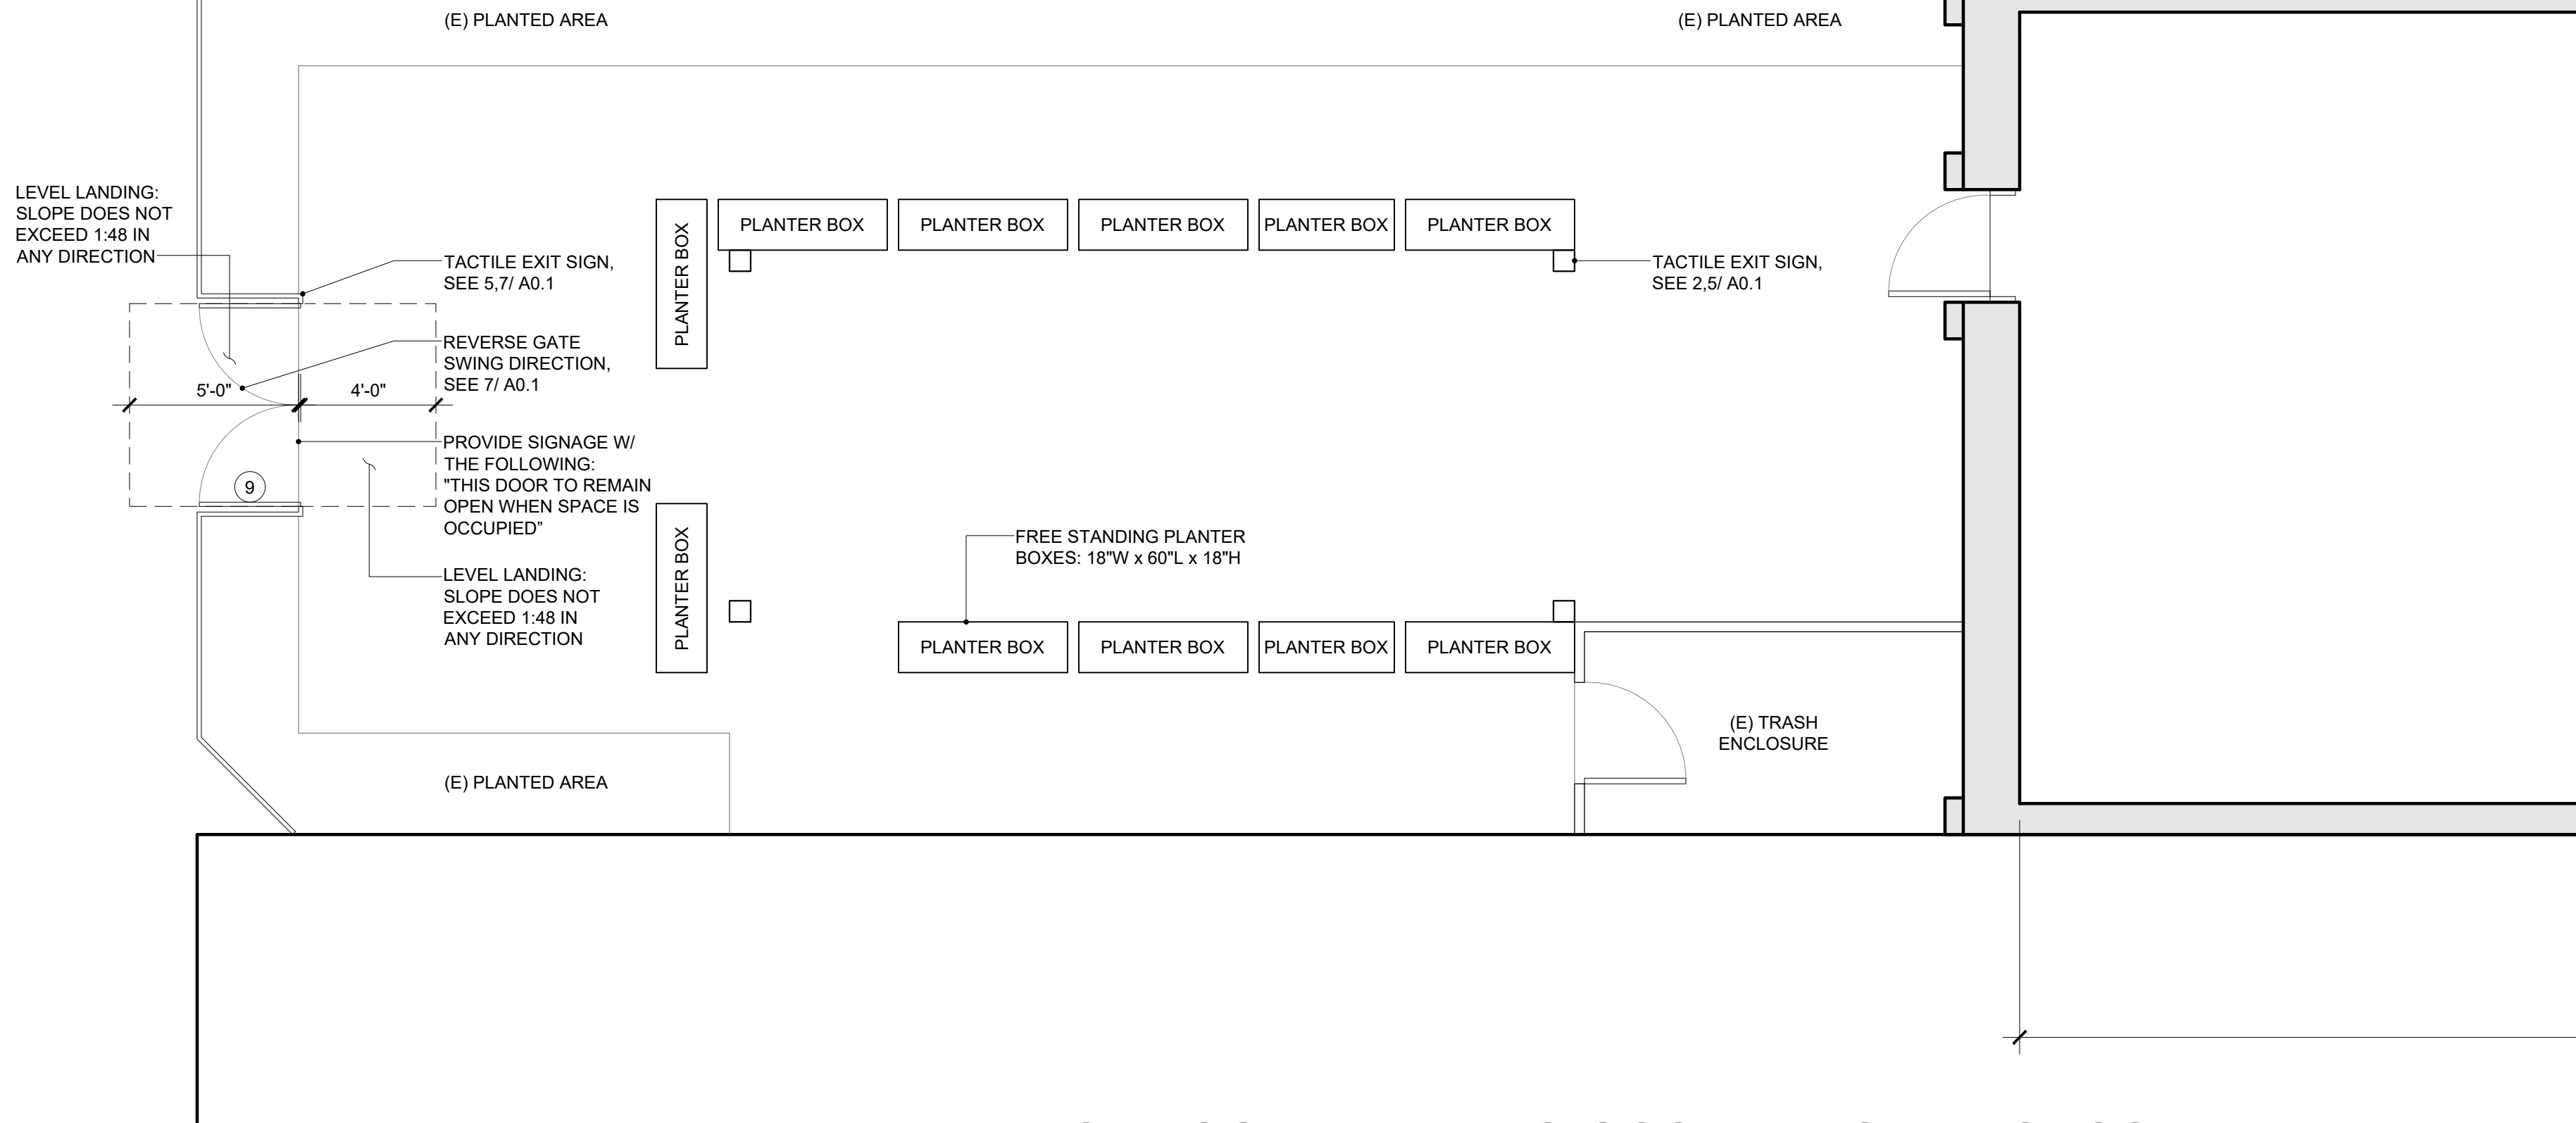 (E) PLANTED AREA
(E) PLANTED AREA
LEVEL LANDING:
SLOPE DOES NOT
EXCEED 1:48 IN
ANY DIRECTION
TACTILE EXIT SIGN,
SEE 5,7/ A0.1
REVERSE GATE
SWING DIRECTION,
SEE 7/ A0.1
5'-0"
4'-0"
PROVIDE SIGNAGE W/
THE FOLLOWING:
"THIS DOOR TO REMAIN
OPEN WHEN SPACE IS
OCCUPIED”
9
LEVEL LANDING:
SLOPE DOES NOT
EXCEED 1:48 IN
ANY DIRECTION
PLANTER BOX
PLANTER BOX
PLANTER BOX
PLANTER BOX
PLANTER BOX
PLANTER BOX
TACTILE EXIT SIGN,
SEE 2,5/ A0.1
PLANTER BOX
FREE STANDING PLANTER
BOXES: 18"W x 60"L x 18"H
PLANTER BOX
PLANTER BOX
PLANTER BOX
PLANTER BOX
(E) TRASH
ENCLOSURE
(E) PLANTED AREA